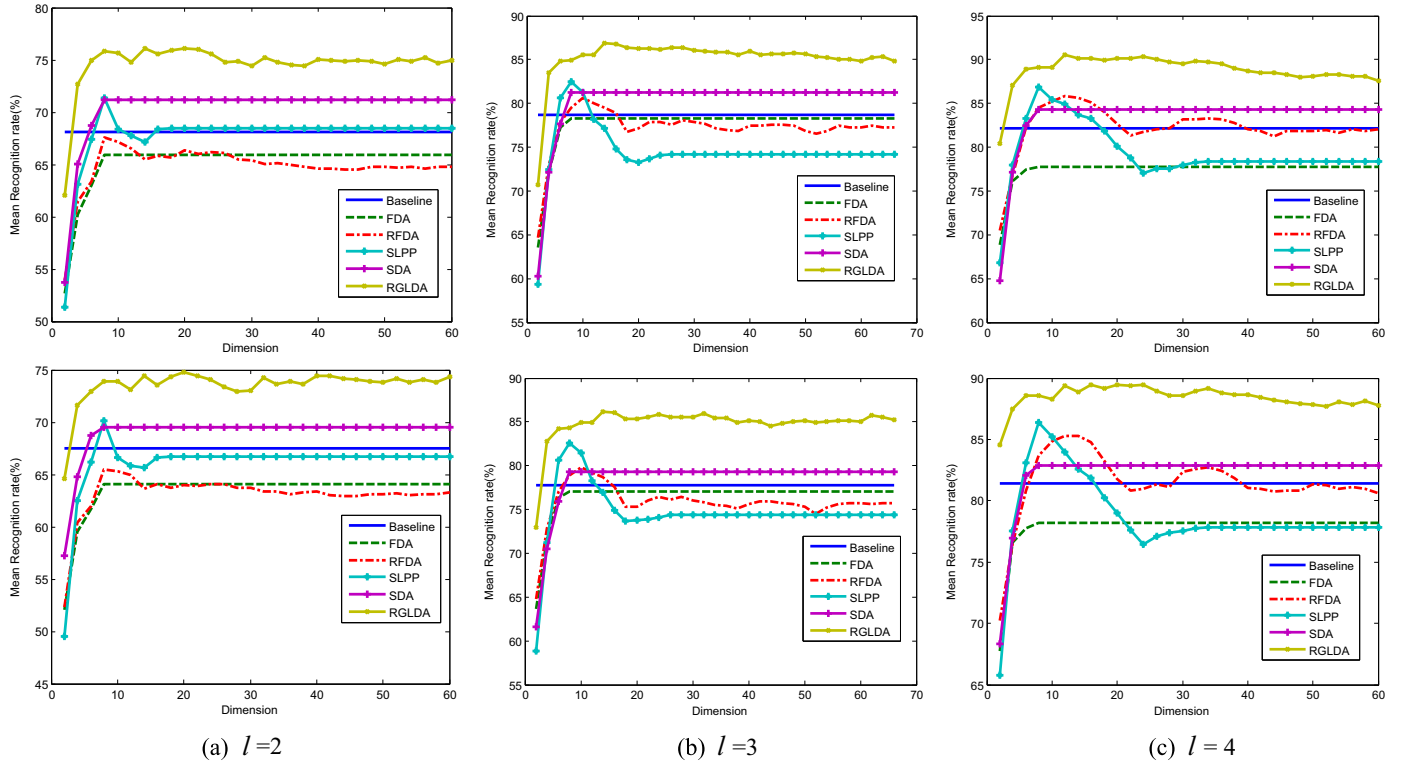 Mean Recognition rate(%)
80
75
70
65
60
55
50
0 10 20 30 40 50 60
Dimension
Baseline
FDA
RFDA
SLPP
SDA
RGLDA
Mean Recognition rate(%)
90
85
80
75
70
65
60
55
0 10 20 30 40 50 60 70
Dimension
Baseline
FDA
RFDA
SLPP
SDA
RGLDA
Mean Recognition rate(%)
95
90
85
80
75
70
65
60
0 10 20 30 40 50 60
Dimension
Baseline
FDA
RFDA
SLPP
SDA
RGLDA
Mean Recognition rate(%)
75
70
65
60
55
50
45
0 10 20 30 40 50 60
Dimension
Baseline
FDA
RFDA
SLPP
SDA
RGLDA
Mean Recognition rate(%)
90
85
80
75
70
65
60
55
0 10 20 30 40 50 60 70
Dimension
Baseline
FDA
RFDA
SLPP
SDA
RGLDA
Mean Recognition rate(%)
90
85
80
75
70
65
0 10 20 30 40 50 60
Dimension
Baseline
FDA
RFDA
SLPP
SDA
RGLDA
(a) l =2
(b) l =3
(c) l = 4